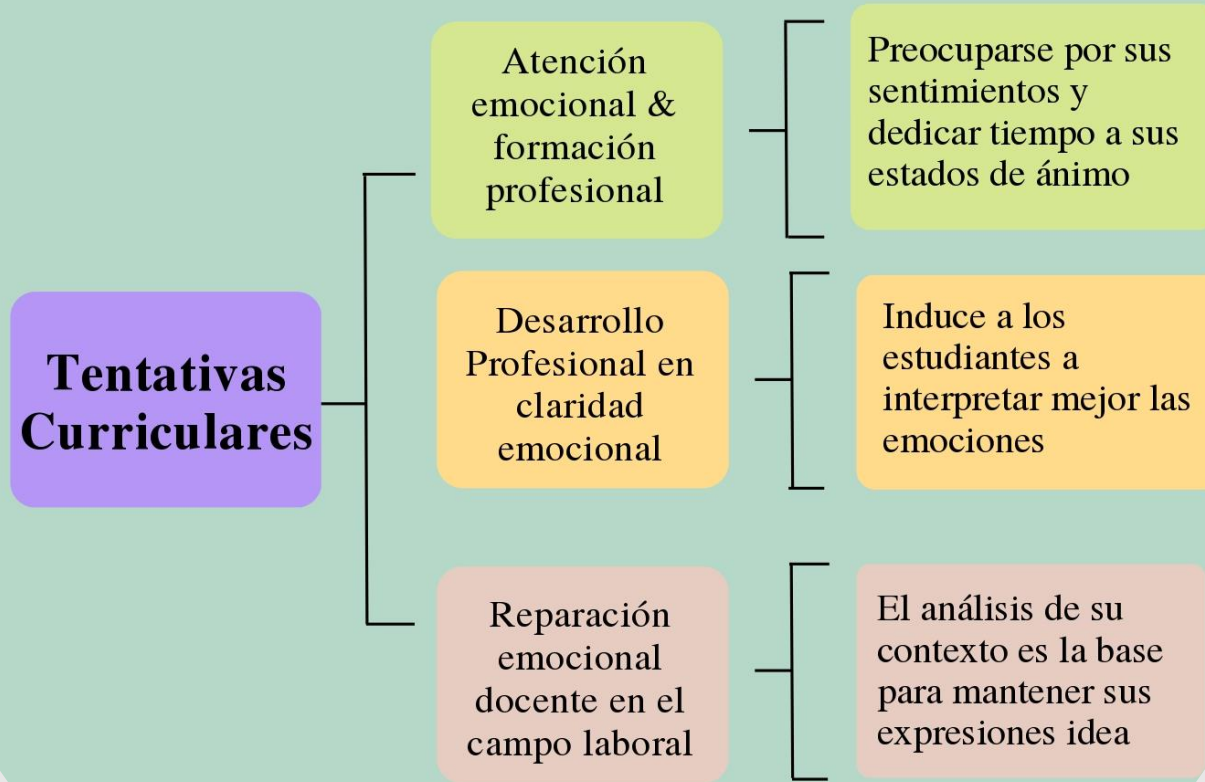 Atención
emocional &
formación
profesional
Preocuparse por sus
sentimientos y
dedicar tiempo a sus
estados de ánimo
Tentativas
Curriculares
Desarrollo
Profesional en
claridad
emocional
Induce a los
estudiantes a
interpretar mejor las
emociones
Reparación
emocional
docente en el
campo laboral
El análisis de su
contexto es la base
para mantener sus
expresiones idea